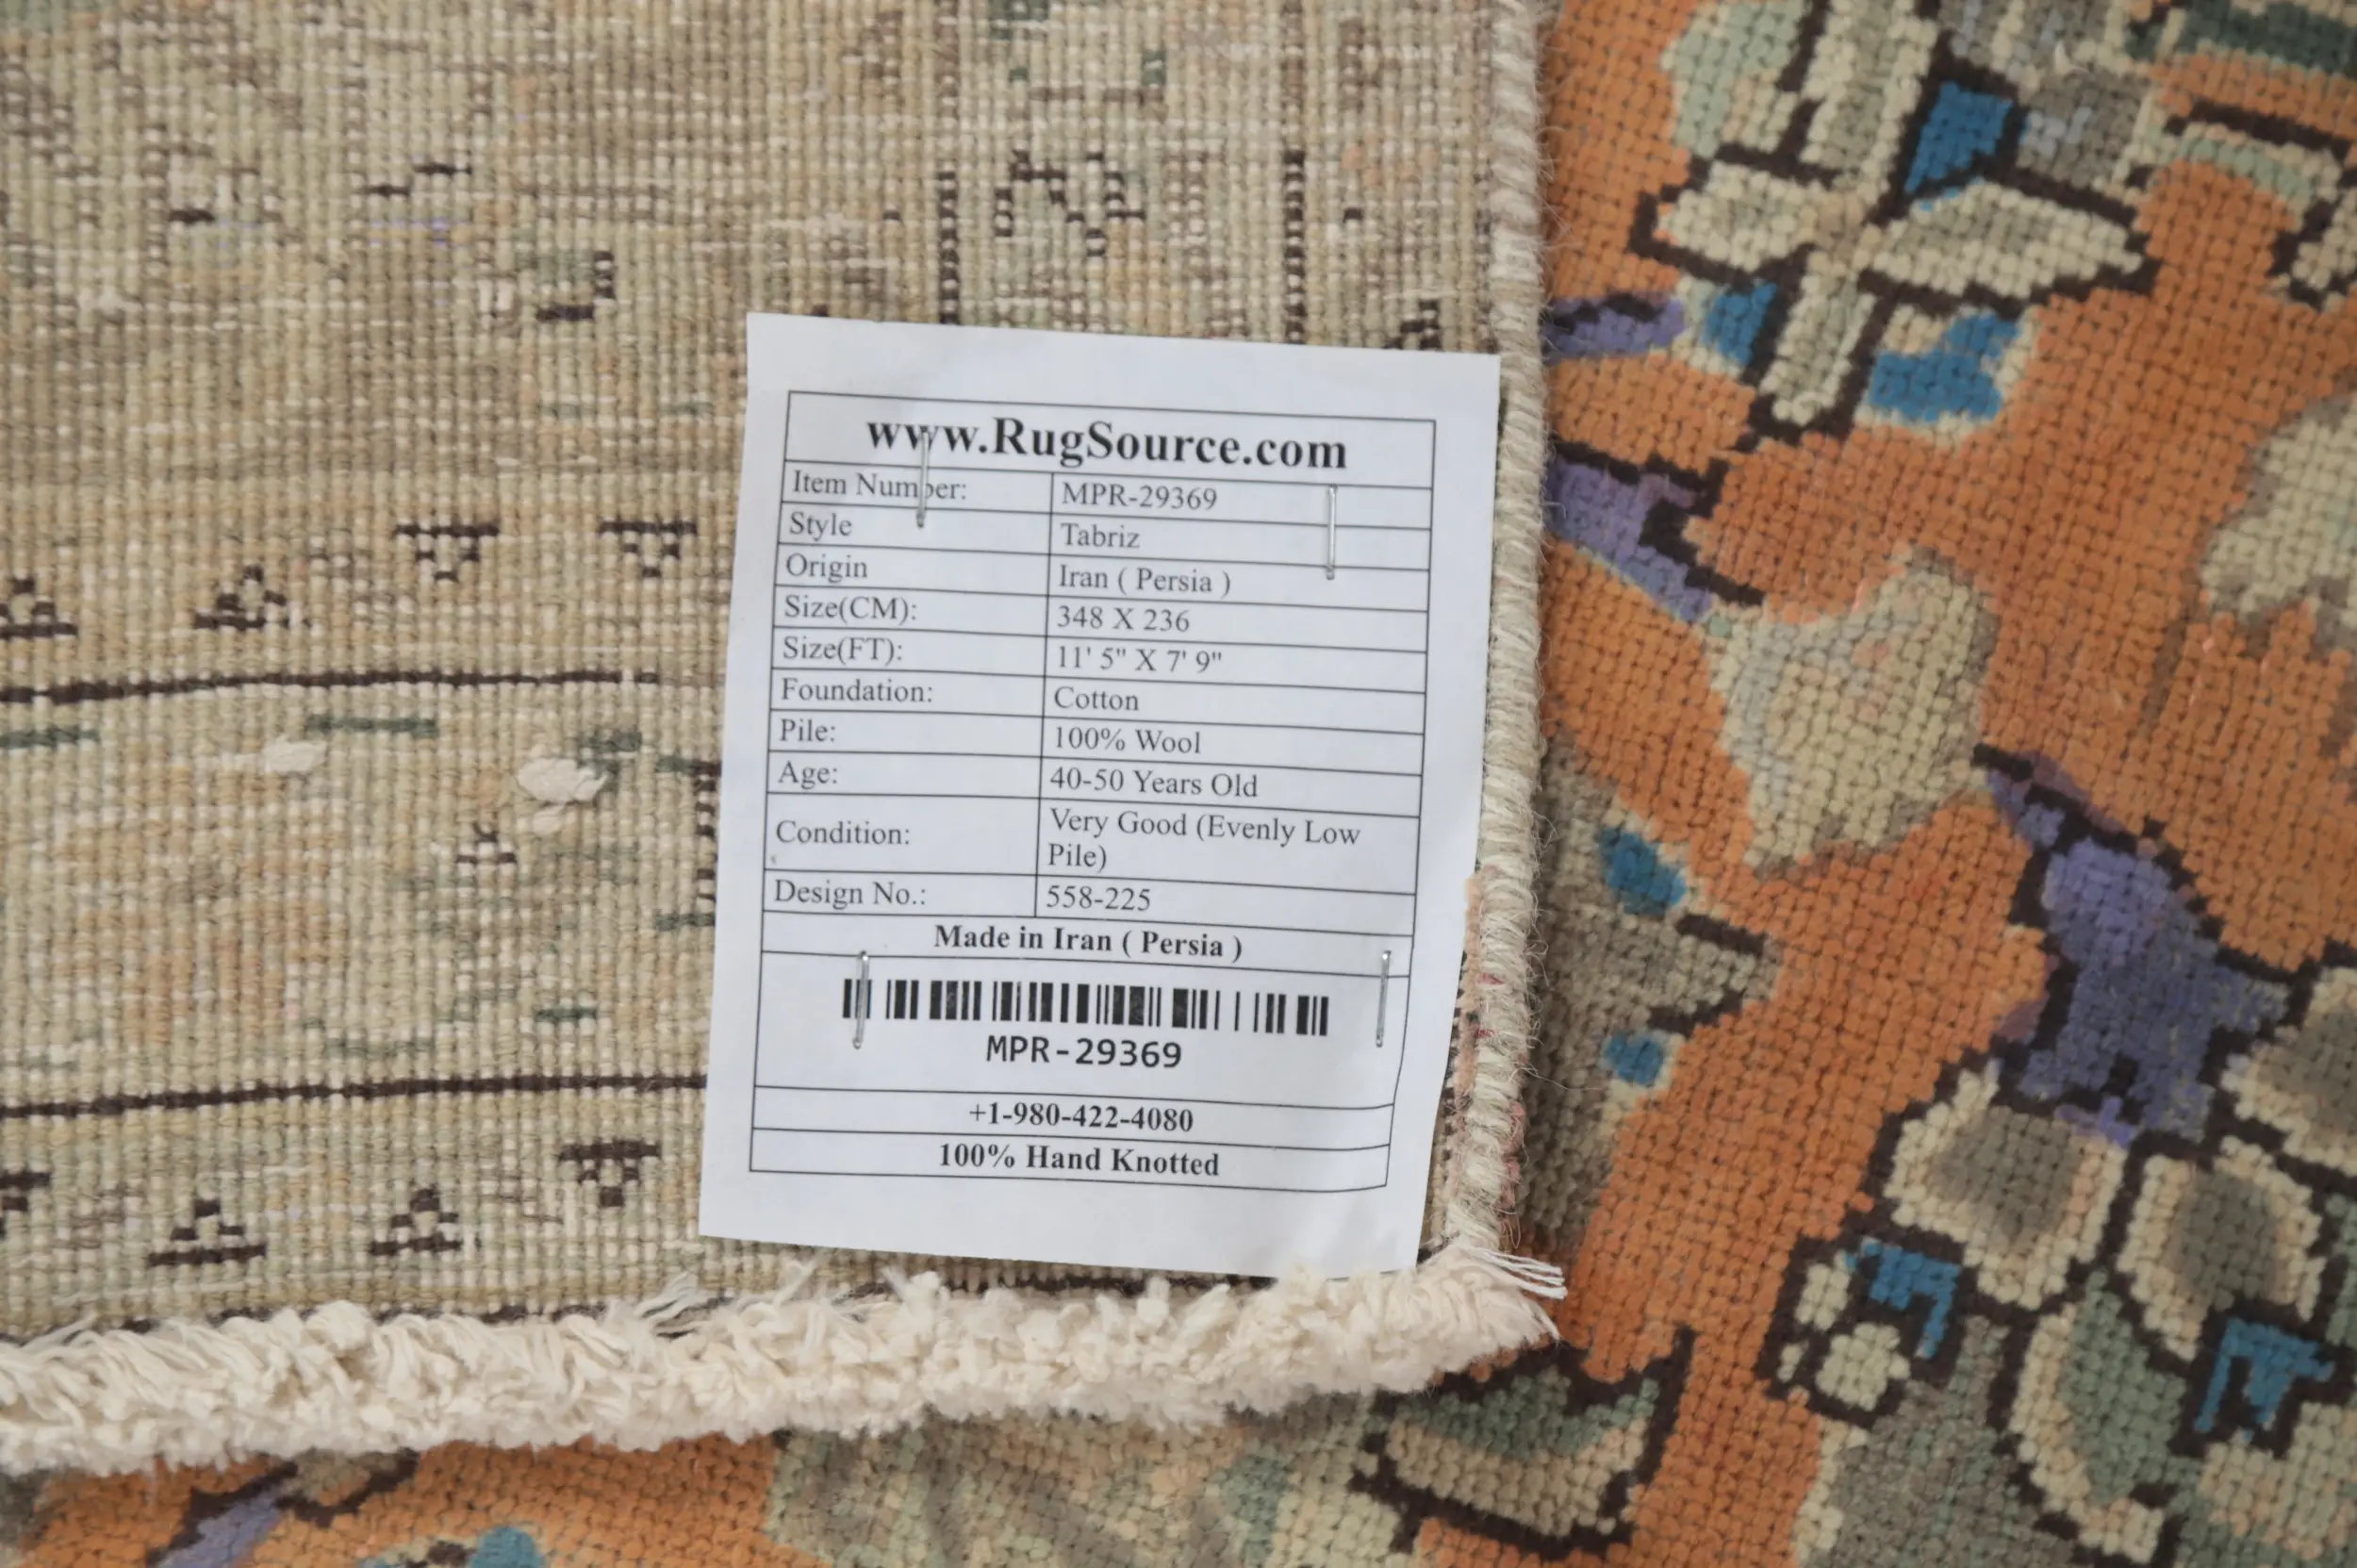 www.RugSource.com
Item Number: MPR-29369
Style Tabriz
Origin Iran ( Persia )
Size(CM): 348 X 236
Size(FT): 11' 5" X 7' 9"
Foundation: Cotton
Pile: 100% Wool
Age: 40-50 Years Old
Condition: Very Good (Evenly Low
Pile)
Design No.: 558-225
Made in Iran ( Persia )
MPR-29369
+1-980-422-4080
100% Hand Knotted